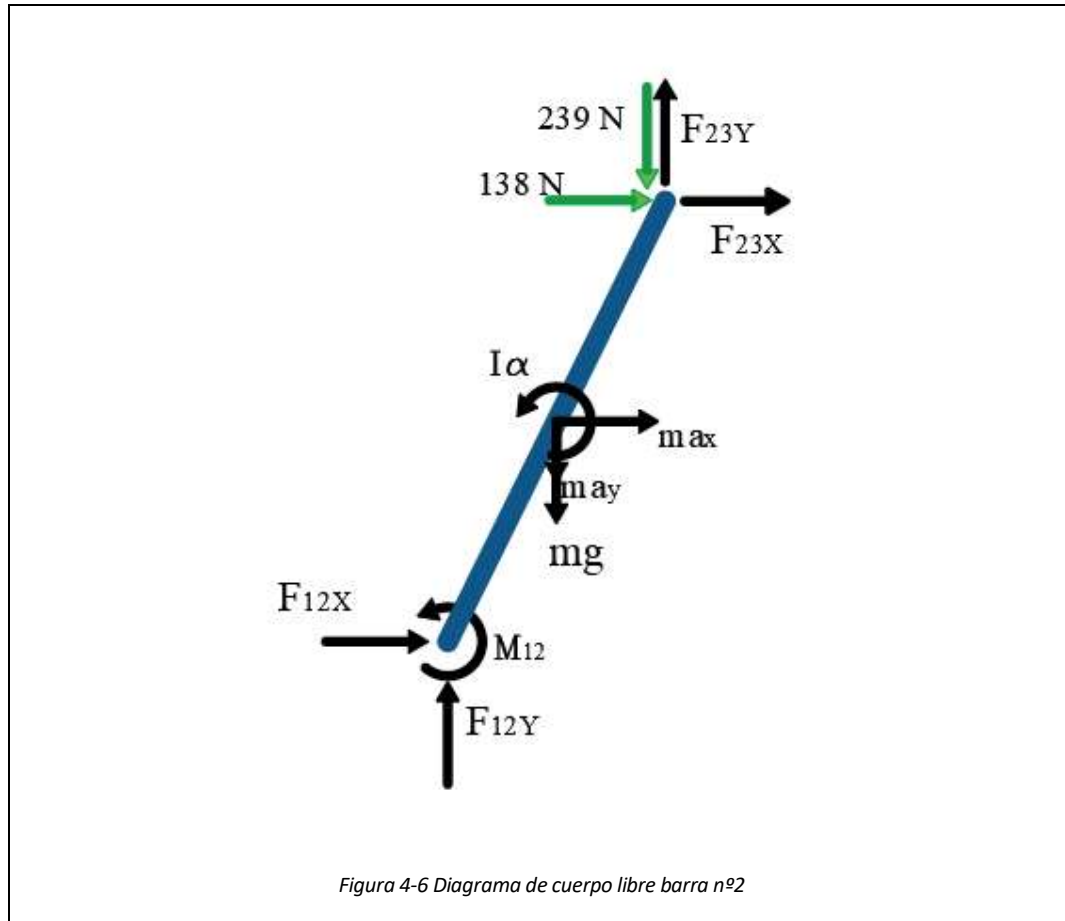 239 N
F23Y
138 N
F23X
Iα
max
may
mg
F12X
M12
F12Y
Figura 4-6 Diagrama de cuerpo libre barra nº2